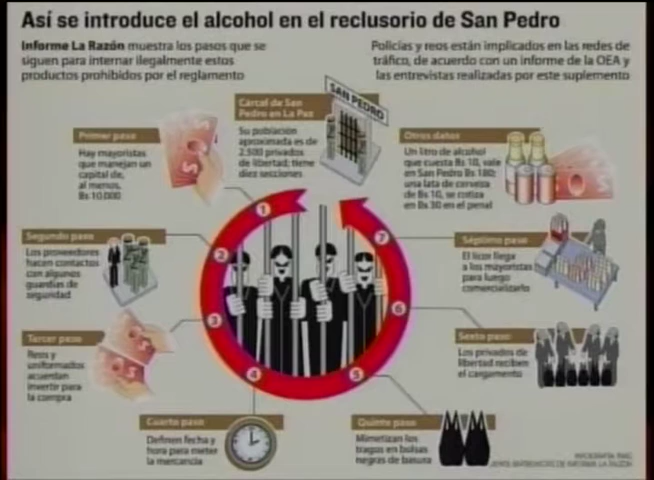 Así se introduce el alcohol en el reclusorio de San Pedro
Informe La Razón muestra los pasos que se
siguen para internar ilegalmente estos
productos prohibidos por el reglamento
Policías y reos están implicados en las redes de
tráfico, de acuerdo con un informe de la OEA y
las entrevistas realizadas por este suplemento
SAN PEDRO
Cárcel de San
Pedro en La Paz
Su población
aproximada es de
2.500 privados
de libertad; tiene
diez secciones
Primer paso
Hay mayoristas
que manejan un
capital de,
al menos,
Bs 10.000
Otros datos
Un litro de alcohol
que cuesta Bs 10, vale
en San Pedro Bs 180;
una lata de cerveza
de Bs 10, se cotiza
en Bs 30 en el penal
1
2
3
4
5
6
7
Segundo paso
Los proveedores
hacen contactos
con algunos
guardias de
seguridad
Séptimo paso
El licor llega
a los mayoristas
para luego
comercializarlo
Tercer paso
Reos y
uniformados
acuerdan
invertir para
la compra
Sexto paso
Los privados de
libertad reciben
el cargamento
Cuarto paso
Definen fecha y
hora para meter
la mercancía
Quinto paso
Mimetizan los
tragos en bolsas
negras de basura